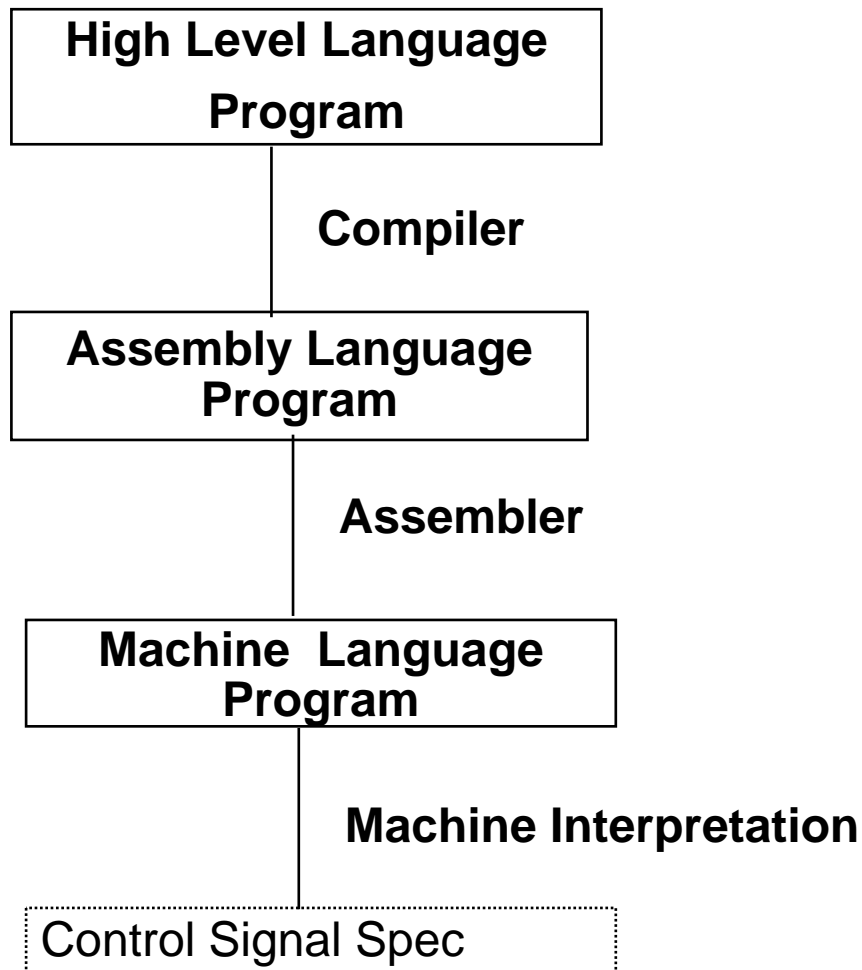 High Level Language
Program
Compiler
Assembly Language
Program
Assembler
Machine Language
Program
Machine Interpretation
Control Signal Spec